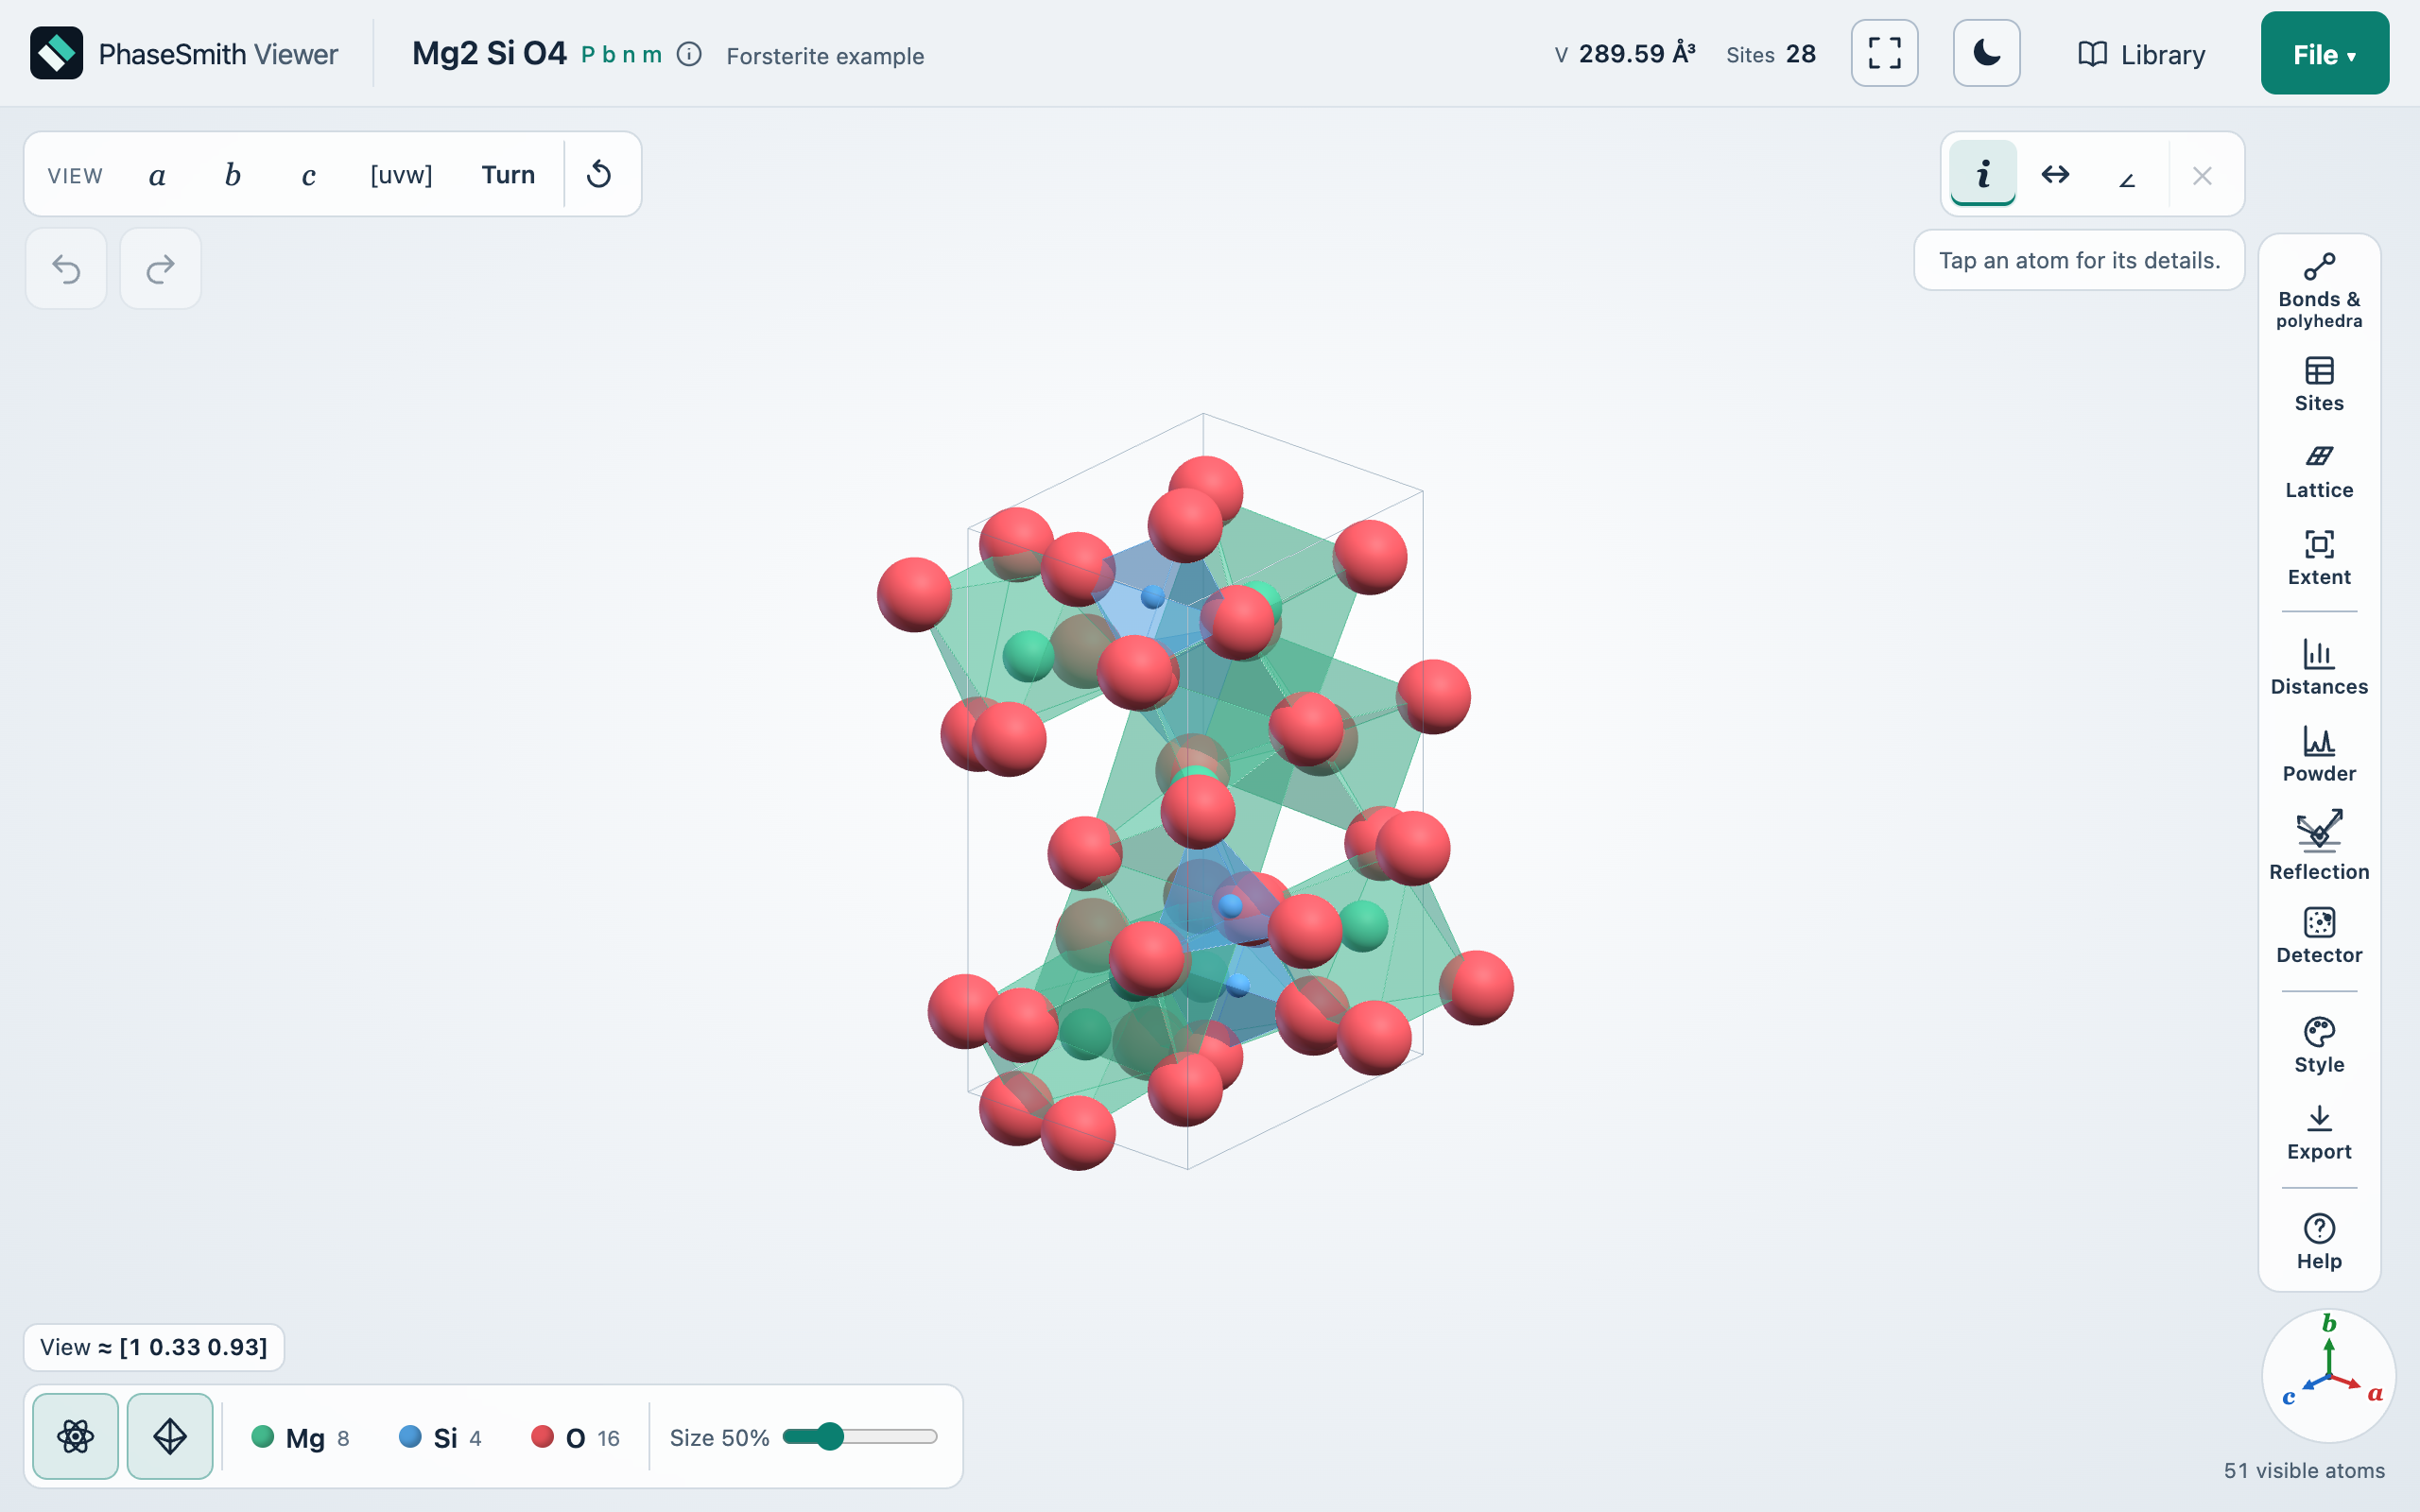 PhaseSmith Viewer
Mg2 Si O4 P b n m i Forsterite example
V 289.59 Å³ Sites 28
Library
File ▾
VIEW a b c [uvw] Turn
i
Tap an atom for its details.
Bonds &
polyhedra
Sites
Lattice
Extent
Distances
Powder
Reflection
Detector
Style
Export
Help
View ≈ [1 0.33 0.93]
Mg 8 Si 4 O 16 Size 50%
b
c
a
51 visible atoms